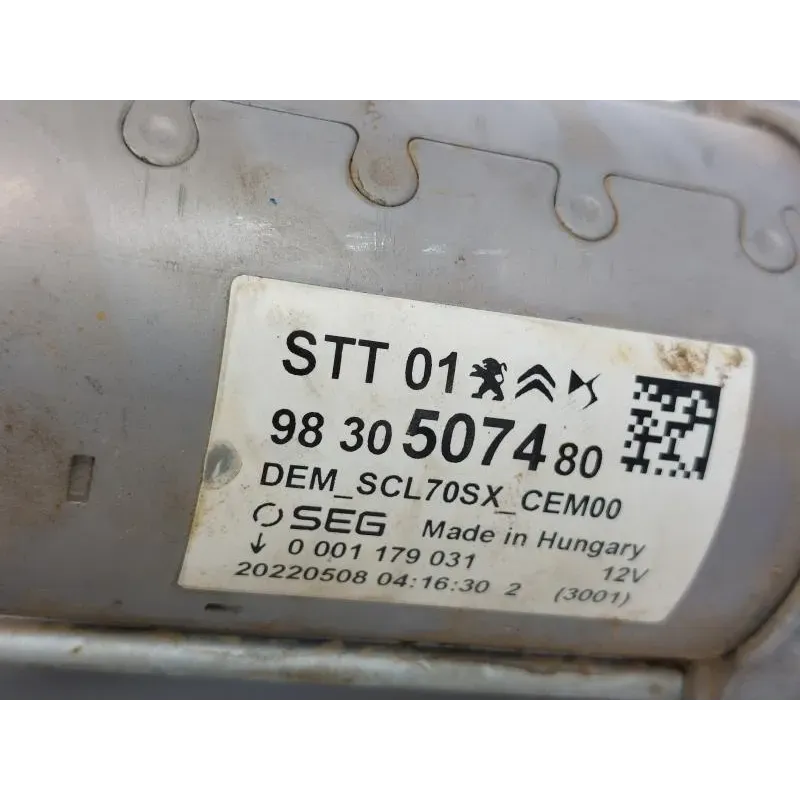 STT 01
98 30 5074 80
DEM_SCL70SX_CEM00
SEG Made in Hungary
↓ 0 001 179 031 12V
20220508 04:16:30 2 (3001)